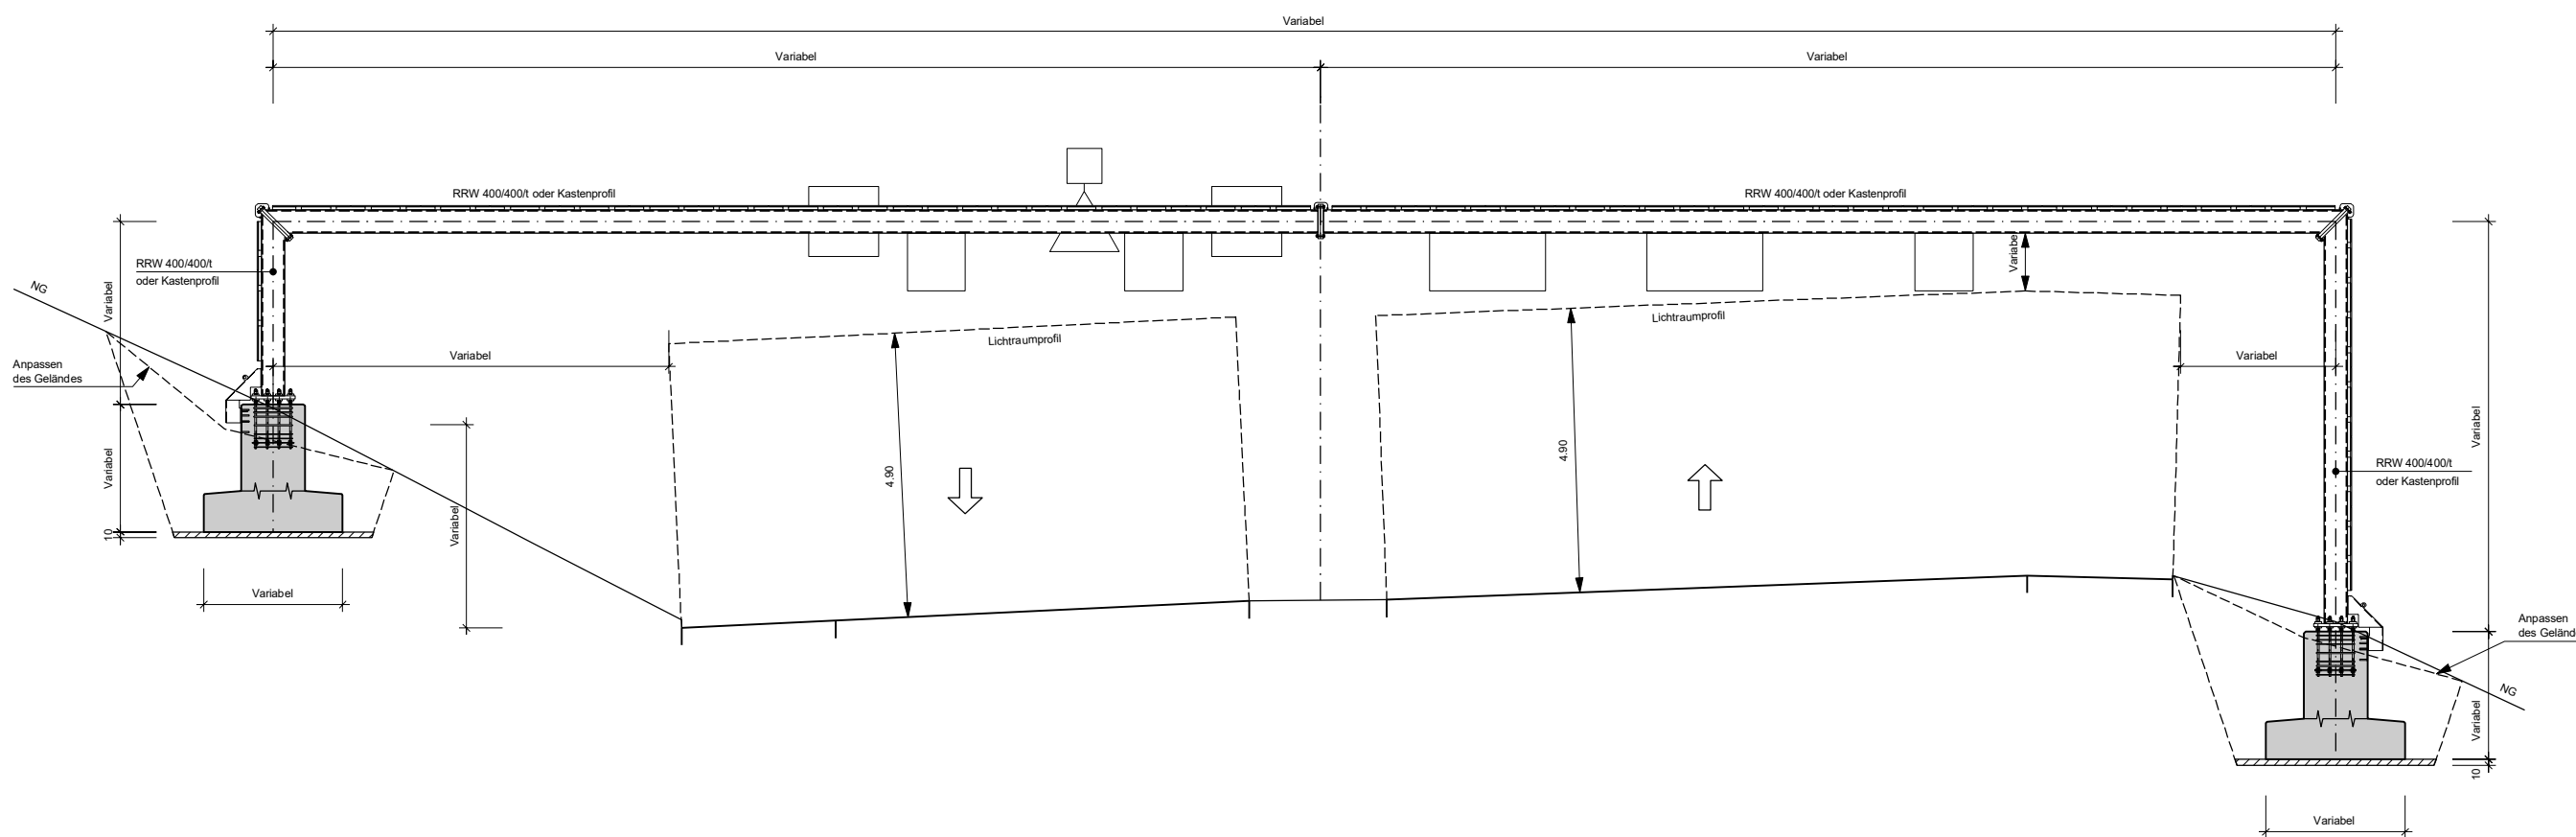 Variabel
Variabel
Variabel
RRW 400/400/t oder Kastenprofil
RRW 400/400/t oder Kastenprofil
RRW 400/400/t
oder Kastenprofil
Variabel
NG
Variabel
Lichtraumprofil
Lichtraumprofil
Variabel
Variabel
Anpassen
des Geländes
4.90
4.90
Variabel
Variabel
Variabel
RRW 400/400/t
oder Kastenprofil
10
Variabel
Anpassen
des Geländ
NG
Variabel
10
Variabel